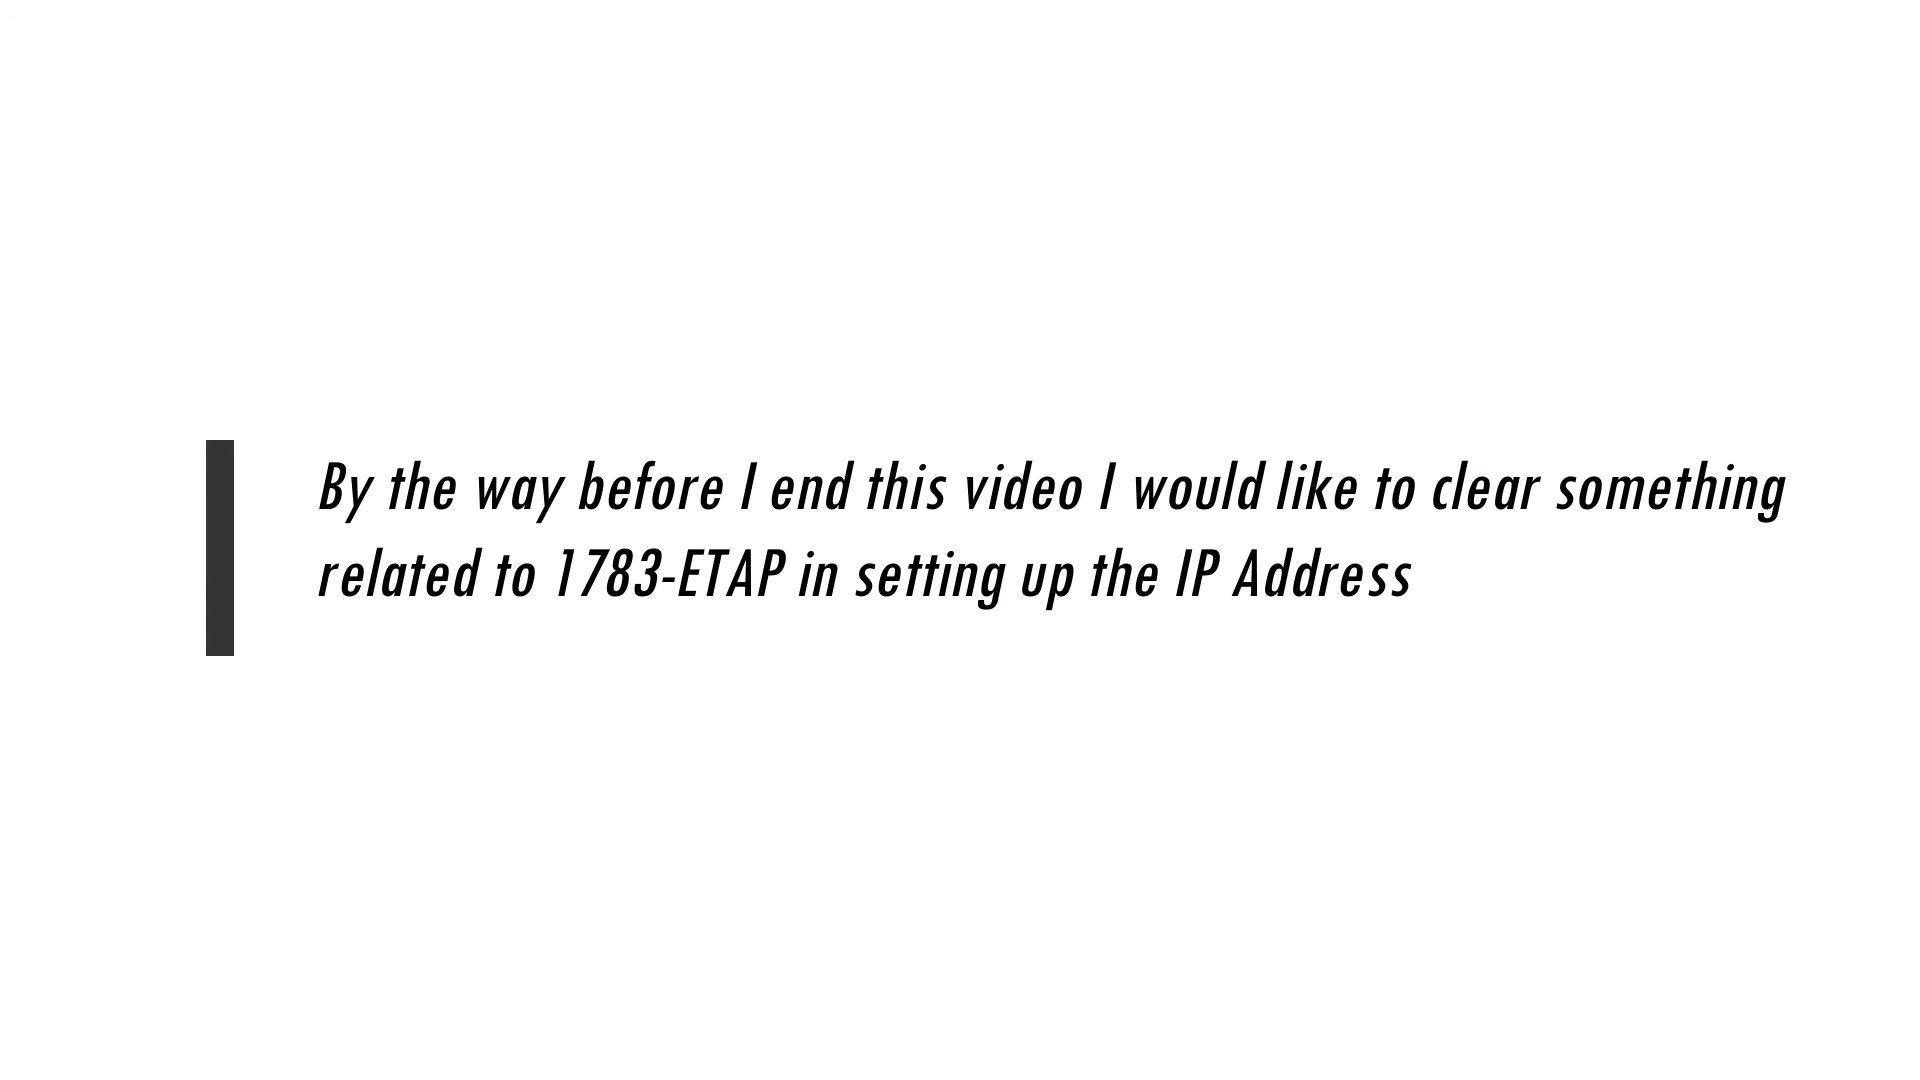 By the way before I end this video I would like to clear something
related to 1783-ETAP in setting up the IP Address